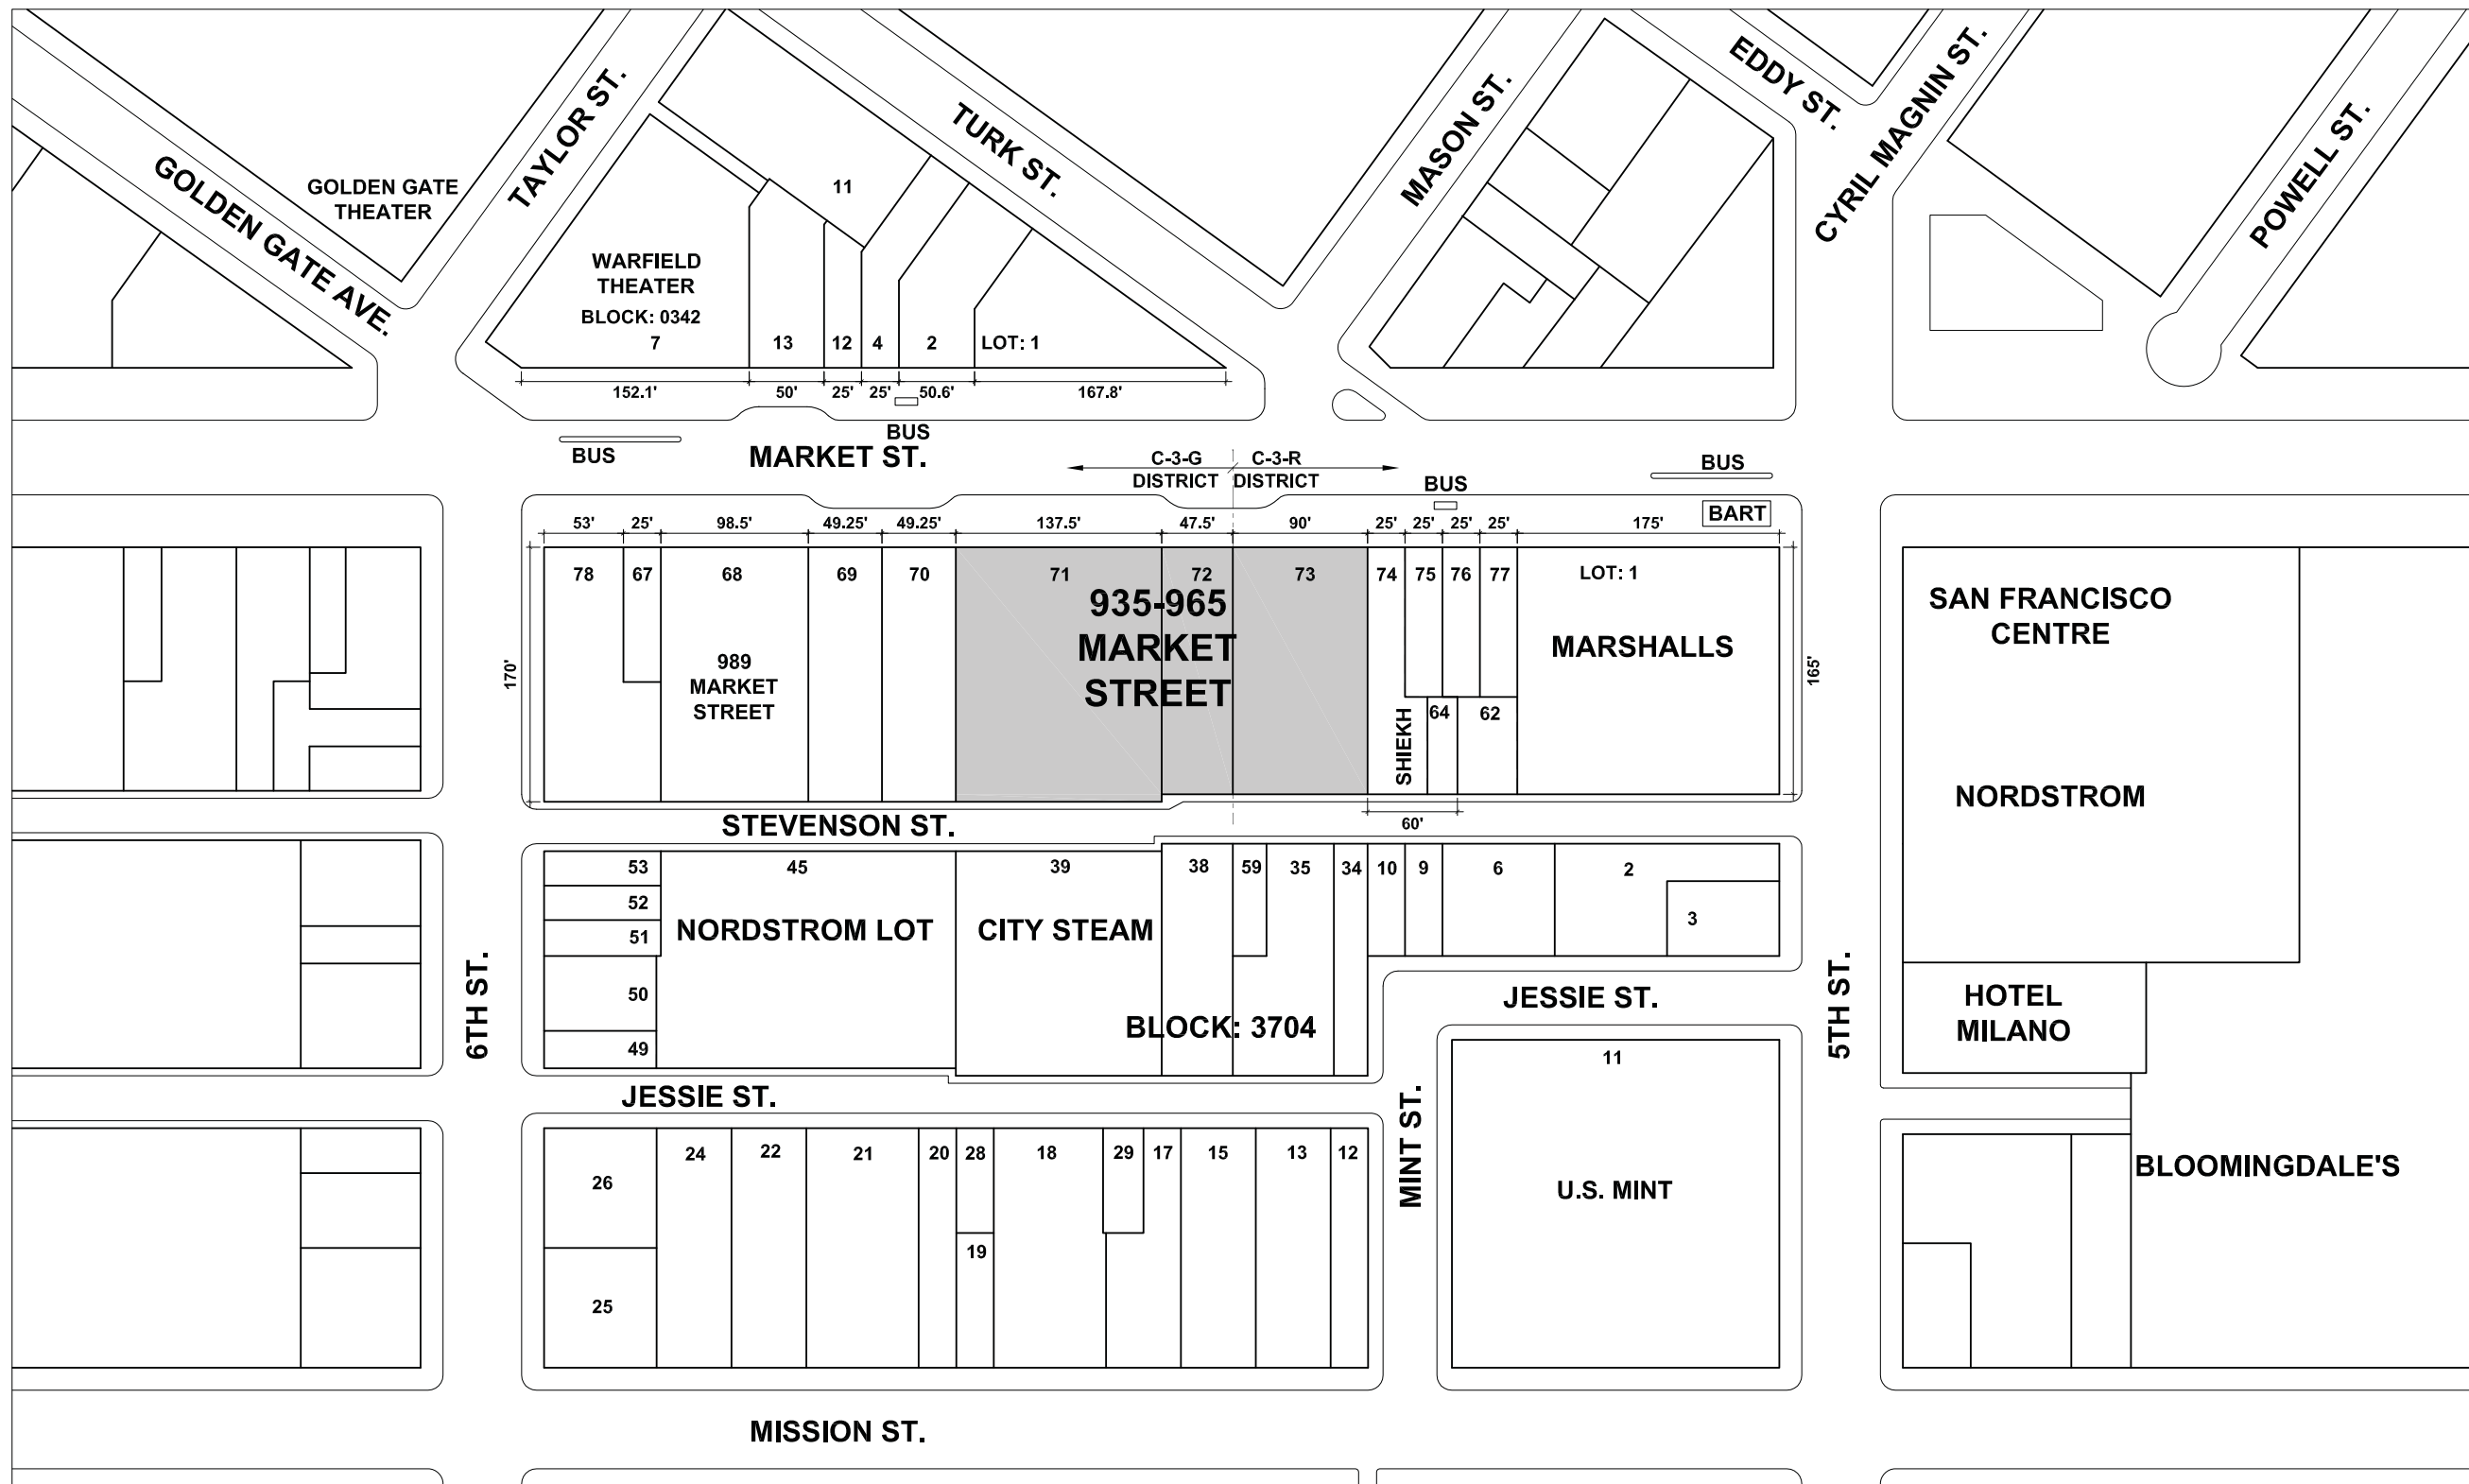 GOLDEN GATE AVE.
GOLDEN GATE
THEATER
TAYLOR ST.
TURK ST.
MASON ST.
EDDY ST.
CYRIL MAGNIN ST.
POWELL ST.
11
WARFIELD
THEATER
BLOCK: 0342
7
13
12
4
2
LOT: 1
152.1'
50'
25'
25'
50.6'
167.8'
BUS
BUS
MARKET ST.
C-3-G
DISTRICT
C-3-R
DISTRICT
BUS
BUS
BART
53'
25'
98.5'
49.25'
49.25'
137.5'
47.5'
90'
25'
25'
25'
25'
175'
78
67
68
69
70
71
72
73
74
75
76
77
LOT: 1
935-965
MARKET
STREET
989
MARKET
STREET
MARSHALLS
170'
165'
SHIEKH
64
62
60'
SAN FRANCISCO
CENTRE
NORDSTROM
STEVENSON ST.
53
52
51
50
49
45
NORDSTROM LOT
39
CITY STEAM
38
59
35
34
10
9
6
2
3
BLOCK: 3704
6TH ST.
JESSIE ST.
JESSIE ST.
5TH ST.
HOTEL
MILANO
MINT ST.
11
U.S. MINT
BLOOMINGDALE'S
26
25
24
22
21
20
28
19
18
29
17
15
13
12
MISSION ST.